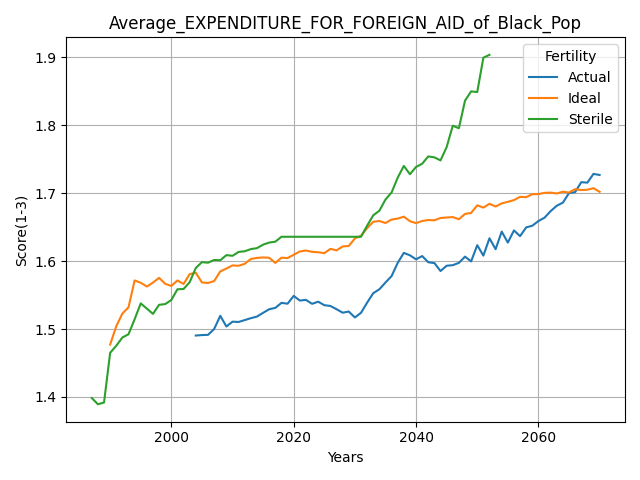 Average_EXPENDITURE_FOR_FOREIGN_AID_of_Black_Pop
Fertility
Actual
Ideal
Sterile
Score(1-3)
1.9
1.8
1.7
1.6
1.5
1.4
2000 2020 2040 2060
Years